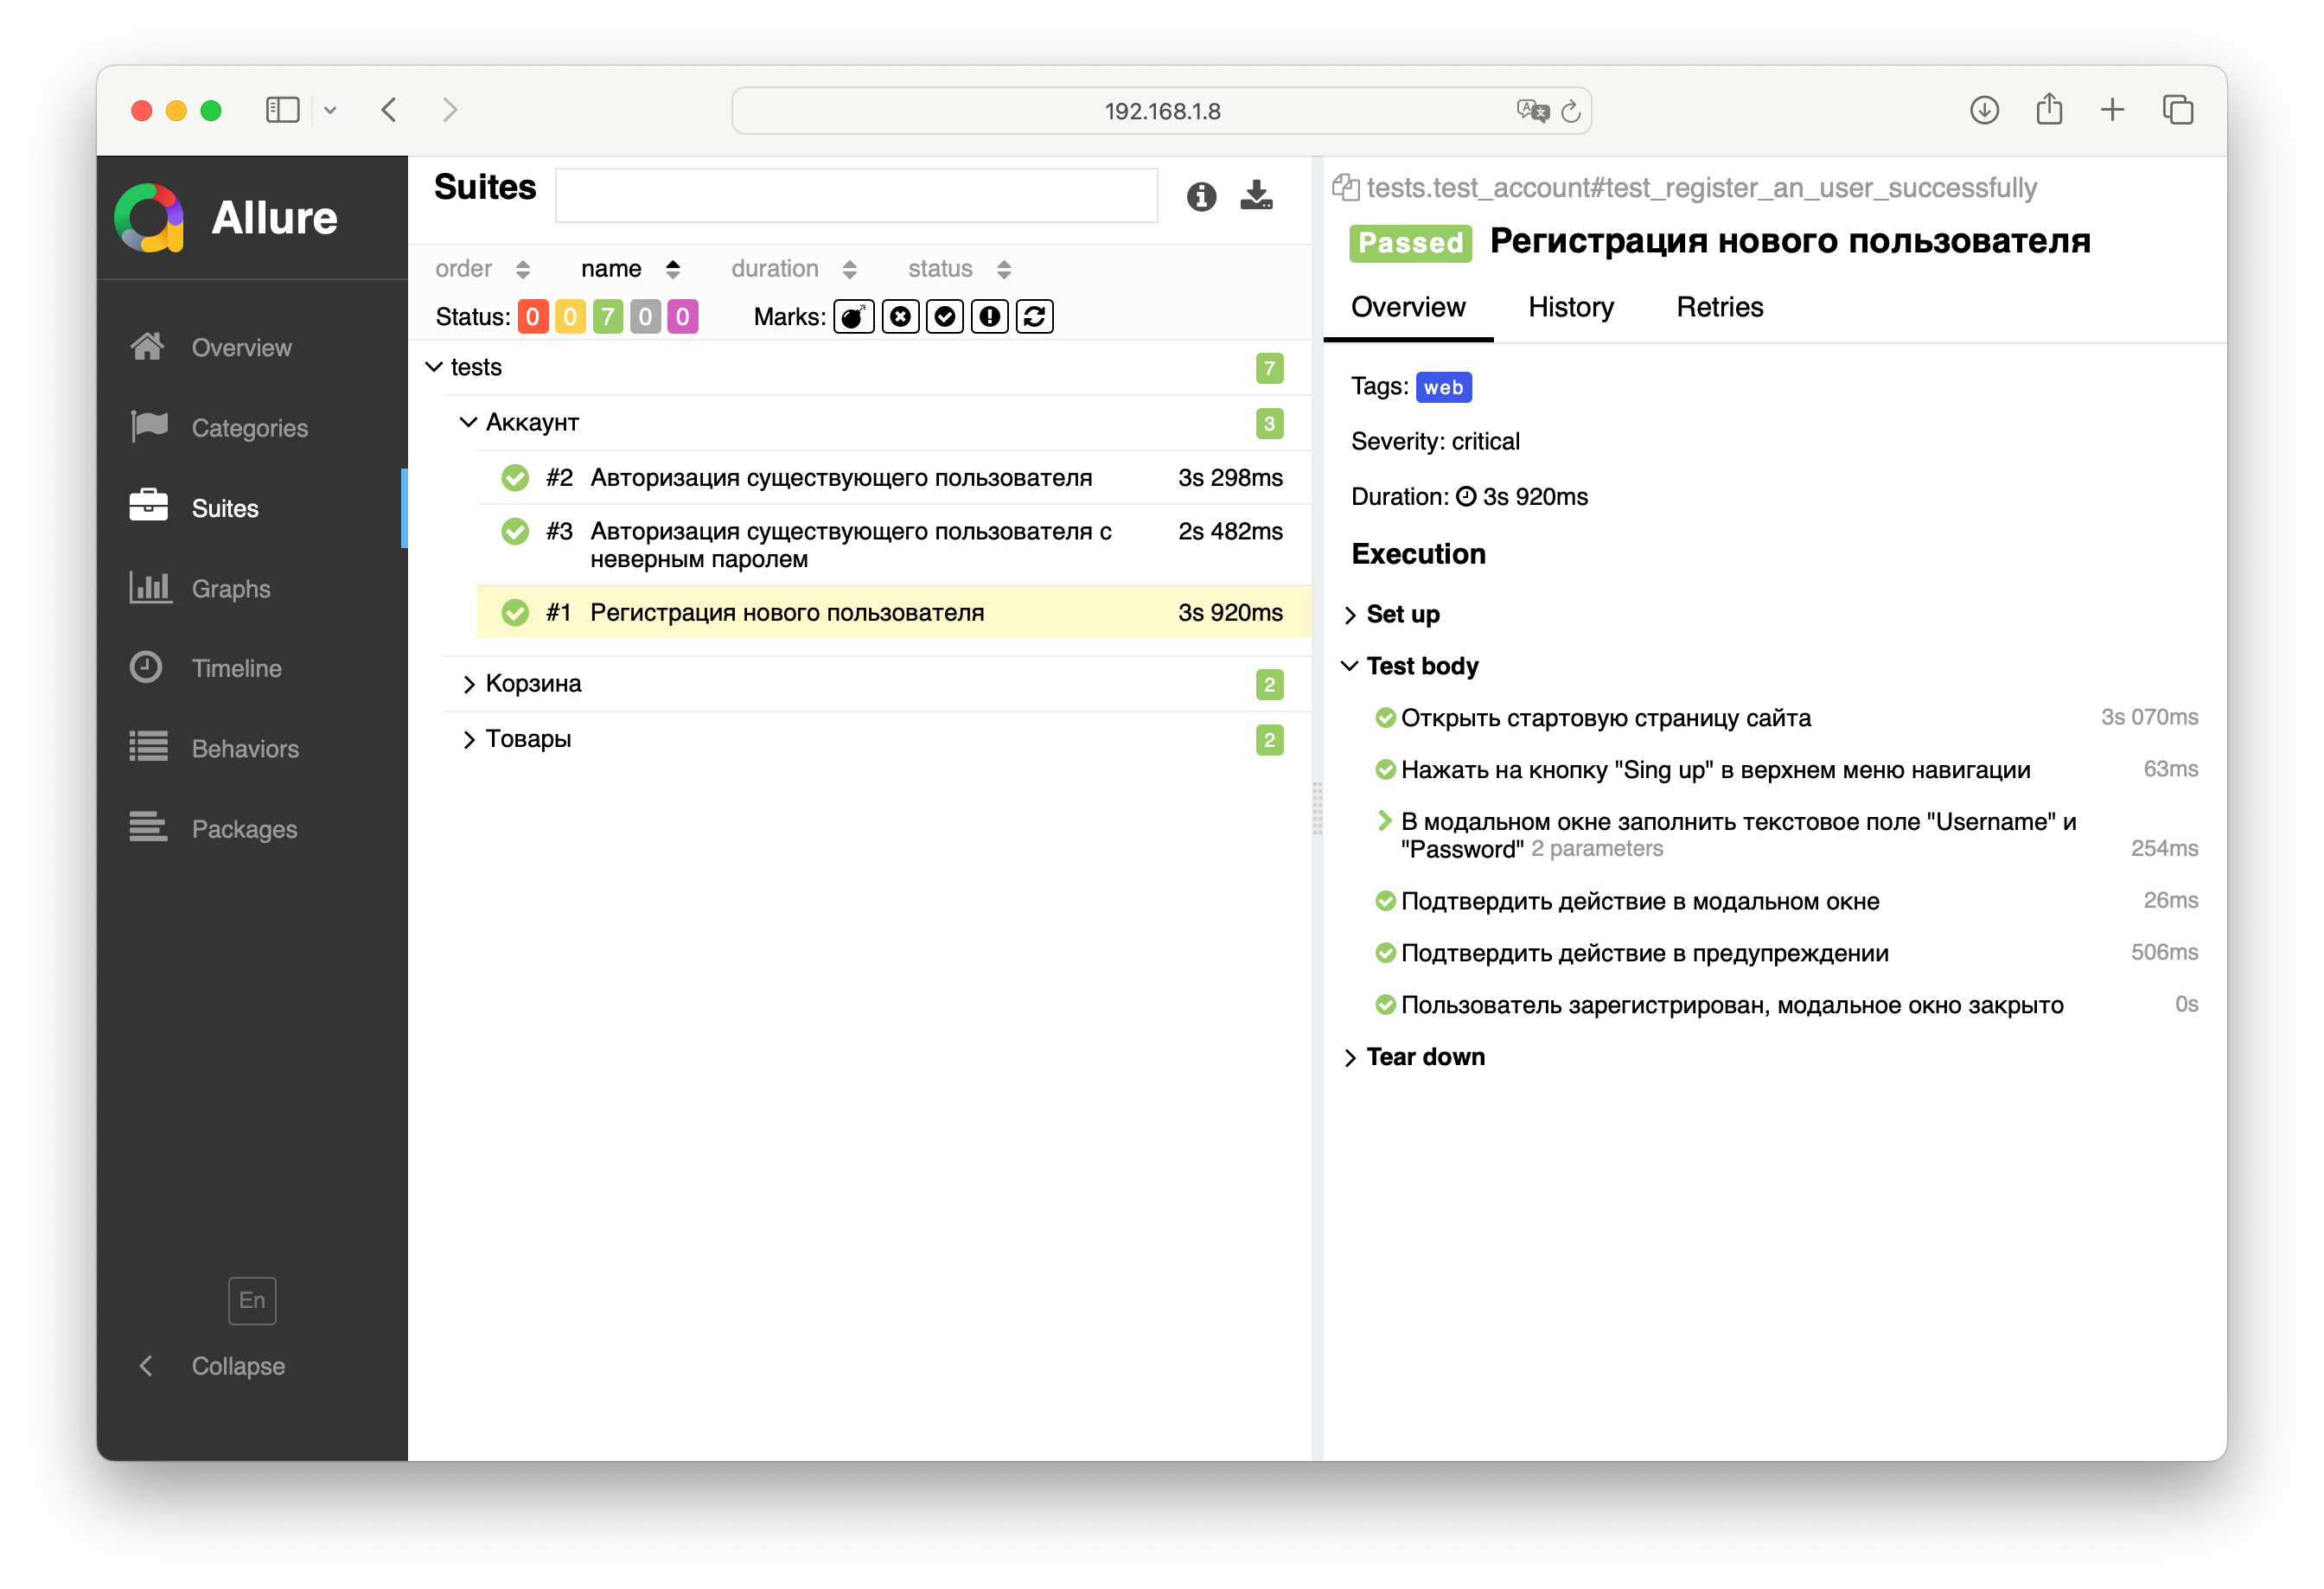 192.168.1.8
Allure
Overview
Categories
Suites
Graphs
Timeline
Behaviors
Packages
En
Collapse
Suites
order name duration status
Status: 0 0 7 0 0 Marks:
tests 7
Аккаунт 3
#2 Авторизация существующего пользователя 3s 298ms
#3 Авторизация существующего пользователя с 2s 482ms
неверным паролем
#1 Регистрация нового пользователя 3s 920ms
Корзина 2
Товары 2
tests.test_account#test_register_an_user_successfully
Passed Регистрация нового пользователя
Overview History Retries
Tags: web
Severity: critical
Duration: 3s 920ms
Execution
Set up
Test body
Открыть стартовую страницу сайта 3s 070ms
Нажать на кнопку "Sing up" в верхнем меню навигации 63ms
В модальном окне заполнить текстовое поле "Username" и
"Password" 2 parameters 254ms
Подтвердить действие в модальном окне 26ms
Подтвердить действие в предупреждении 506ms
Пользователь зарегистрирован, модальное окно закрыто 0s
Tear down